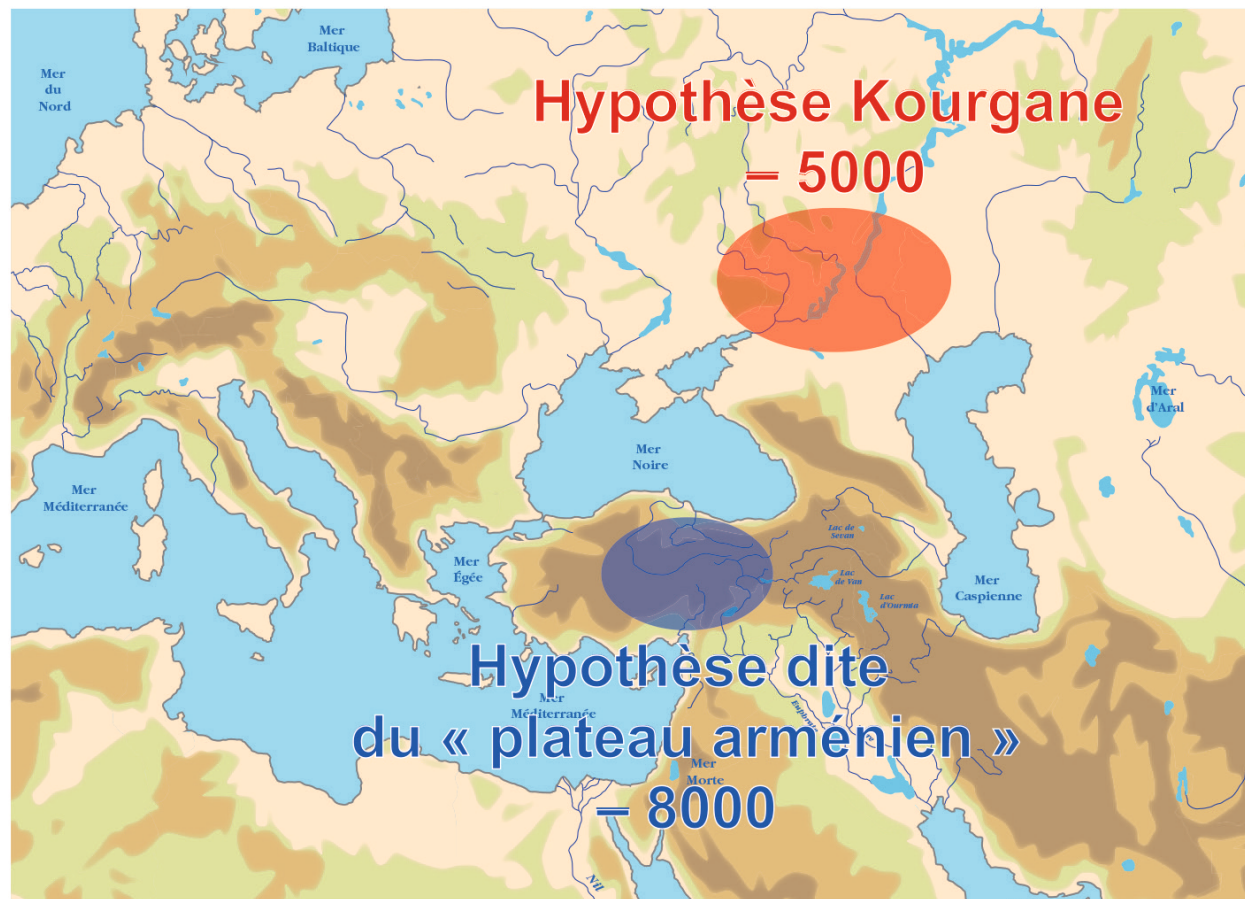 Mer
Baltique
Mer
du
Nord
Hypothèse Kourgane
– 5000
Mer
d'Aral
Mer
Noire
Mer
Méditerranée
Lac de
Sevan
Mer
Égée
Lac
de Van
Lac
d'Ourmia
Mer
Caspienne
Hypothèse dite
Mer
Méditerranée
du « plateau arménien »
Mer
Morte
– 8000
Nil